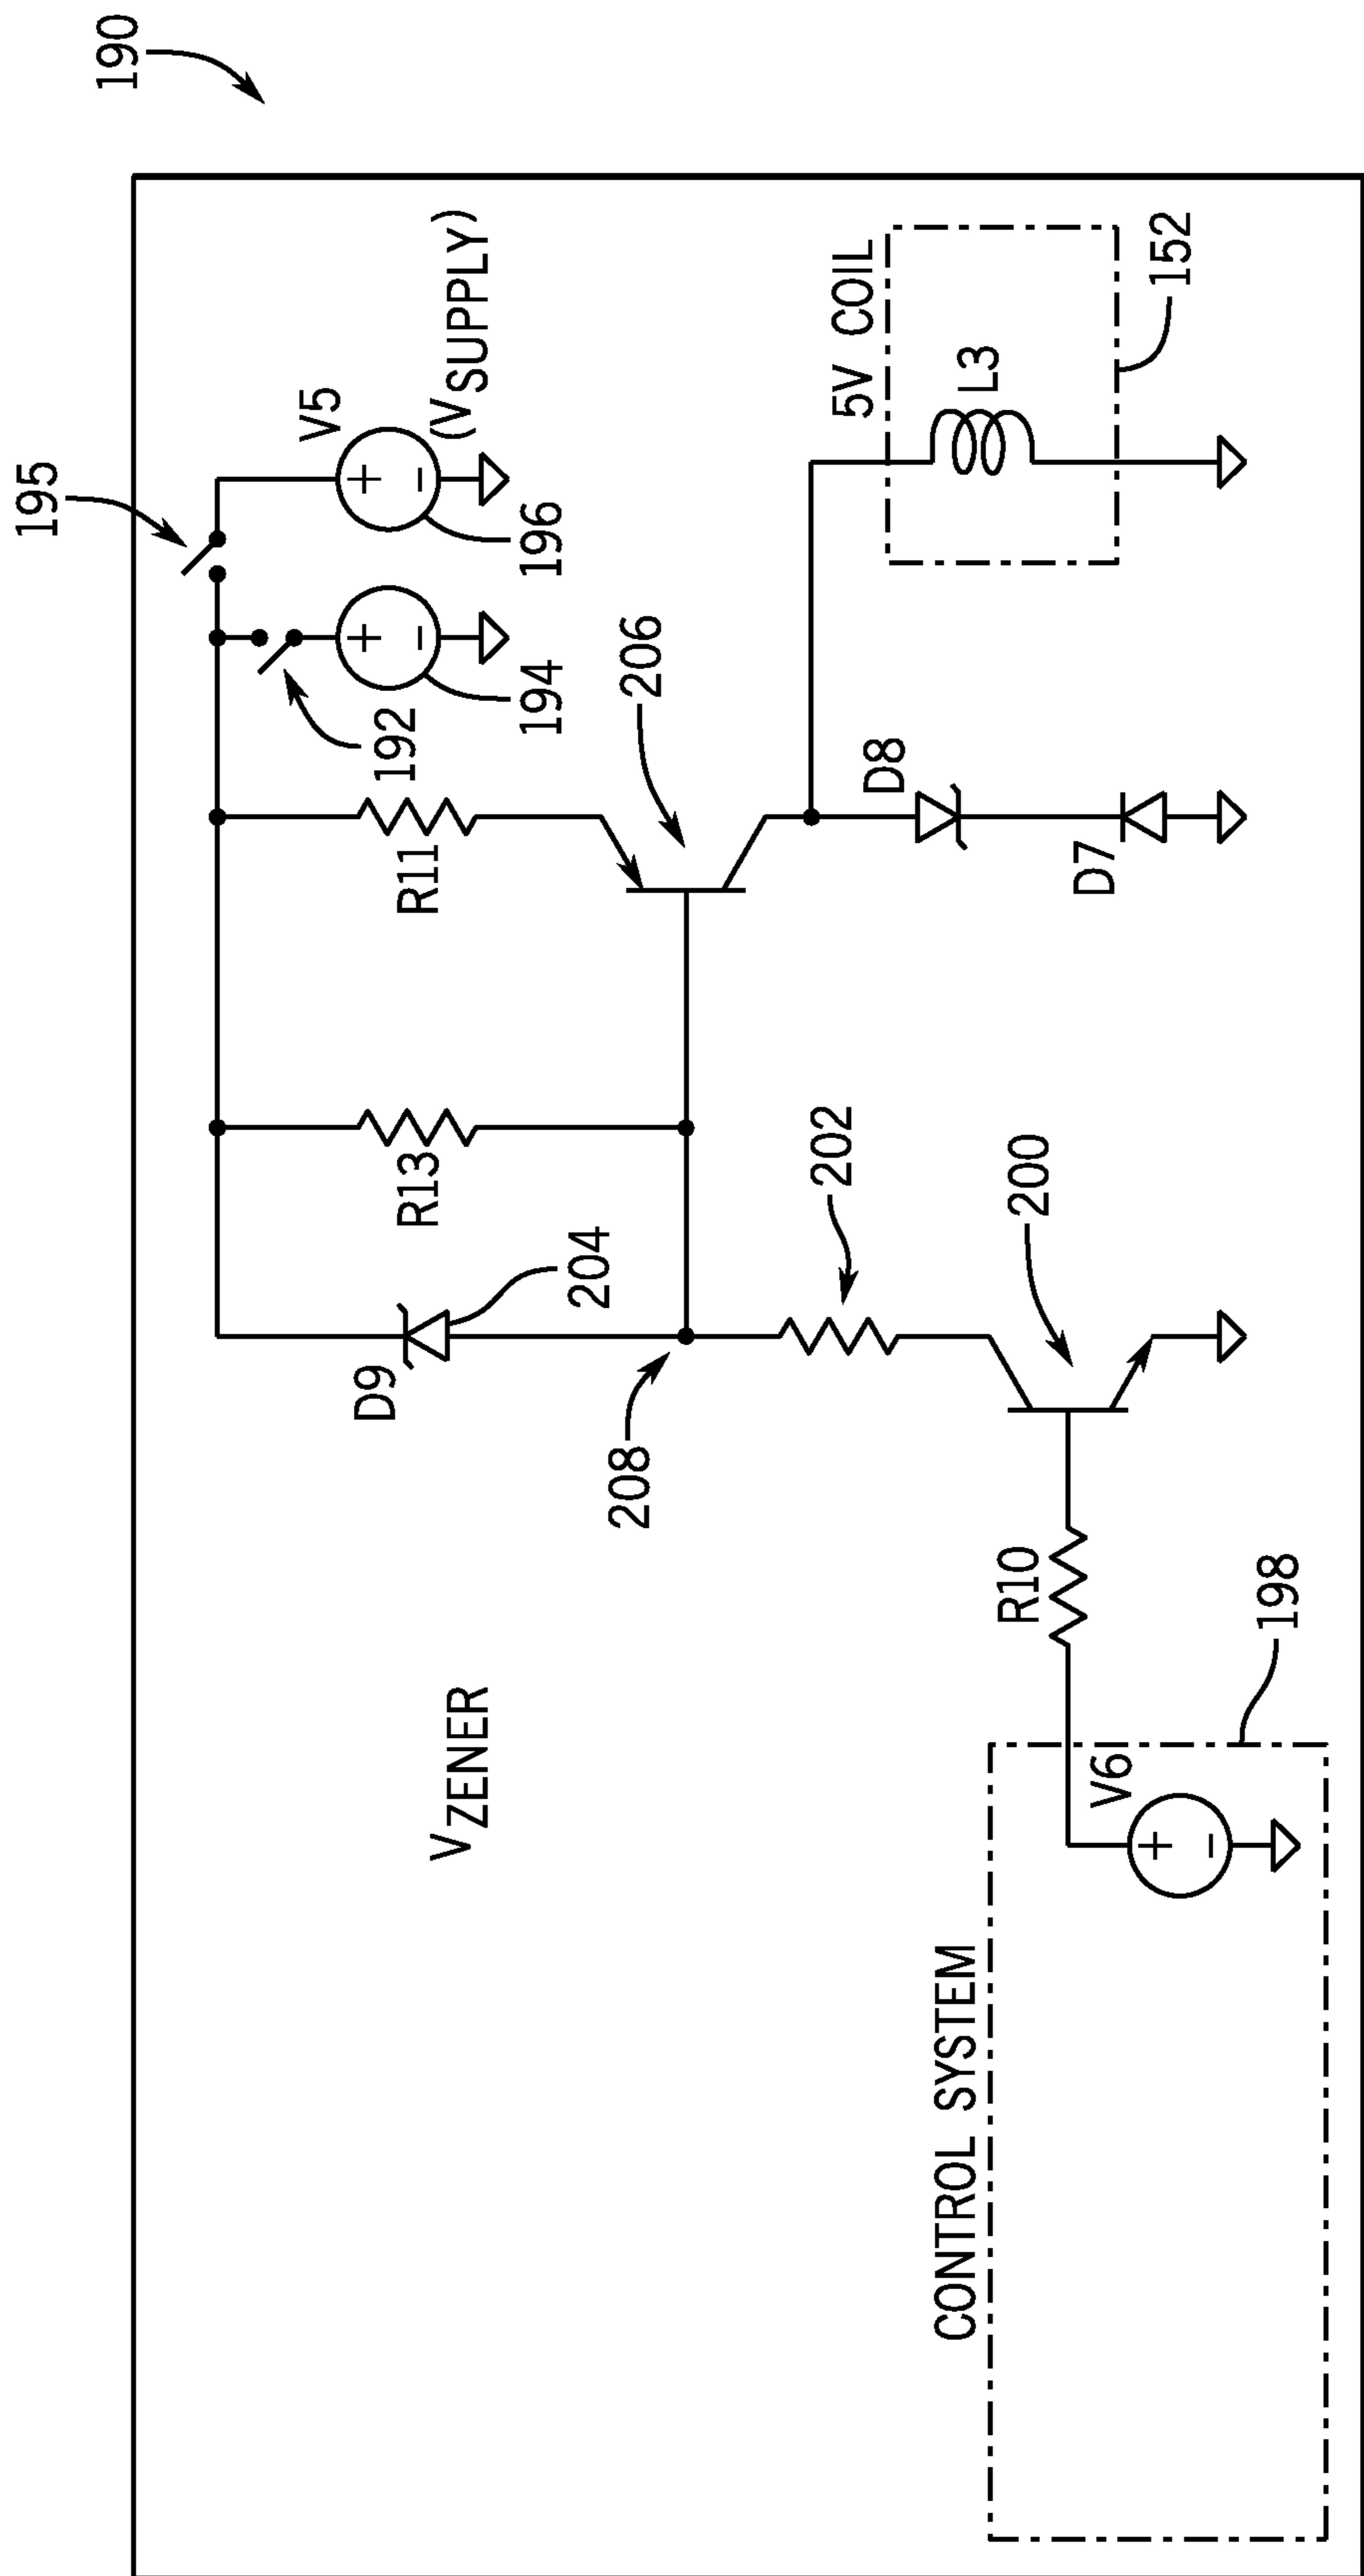 190
195
V5
(VSUPPLY)
196
194
192
R11
206
5V COIL
L3
152
D8
D7
R13
204
D9
208
202
200
R10
VZENER
198
V6
CONTROL SYSTEM